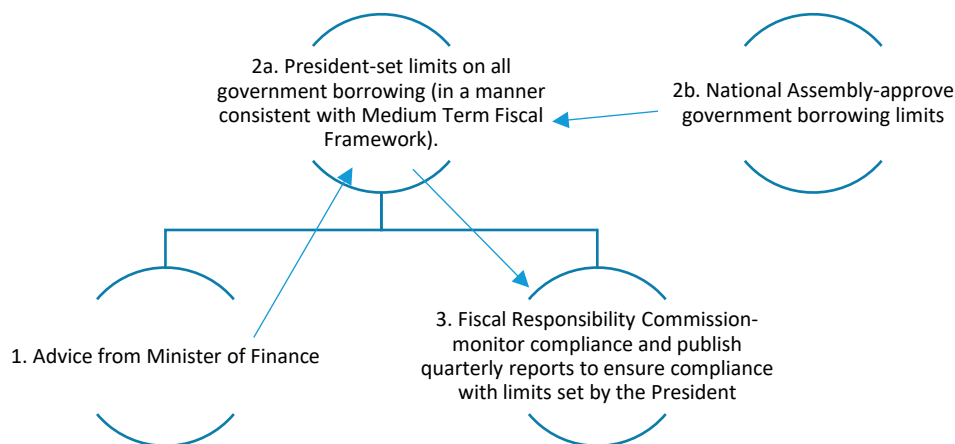 2a. President-set limits on all
government borrowing (in a manner
consistent with Medium Term Fiscal
Framework).
2b. National Assembly-approve
government borrowing limits
1. Advice from Minister of Finance
3. Fiscal Responsibility Commission-
monitor compliance and publish
quarterly reports to ensure compliance
with limits set by the President